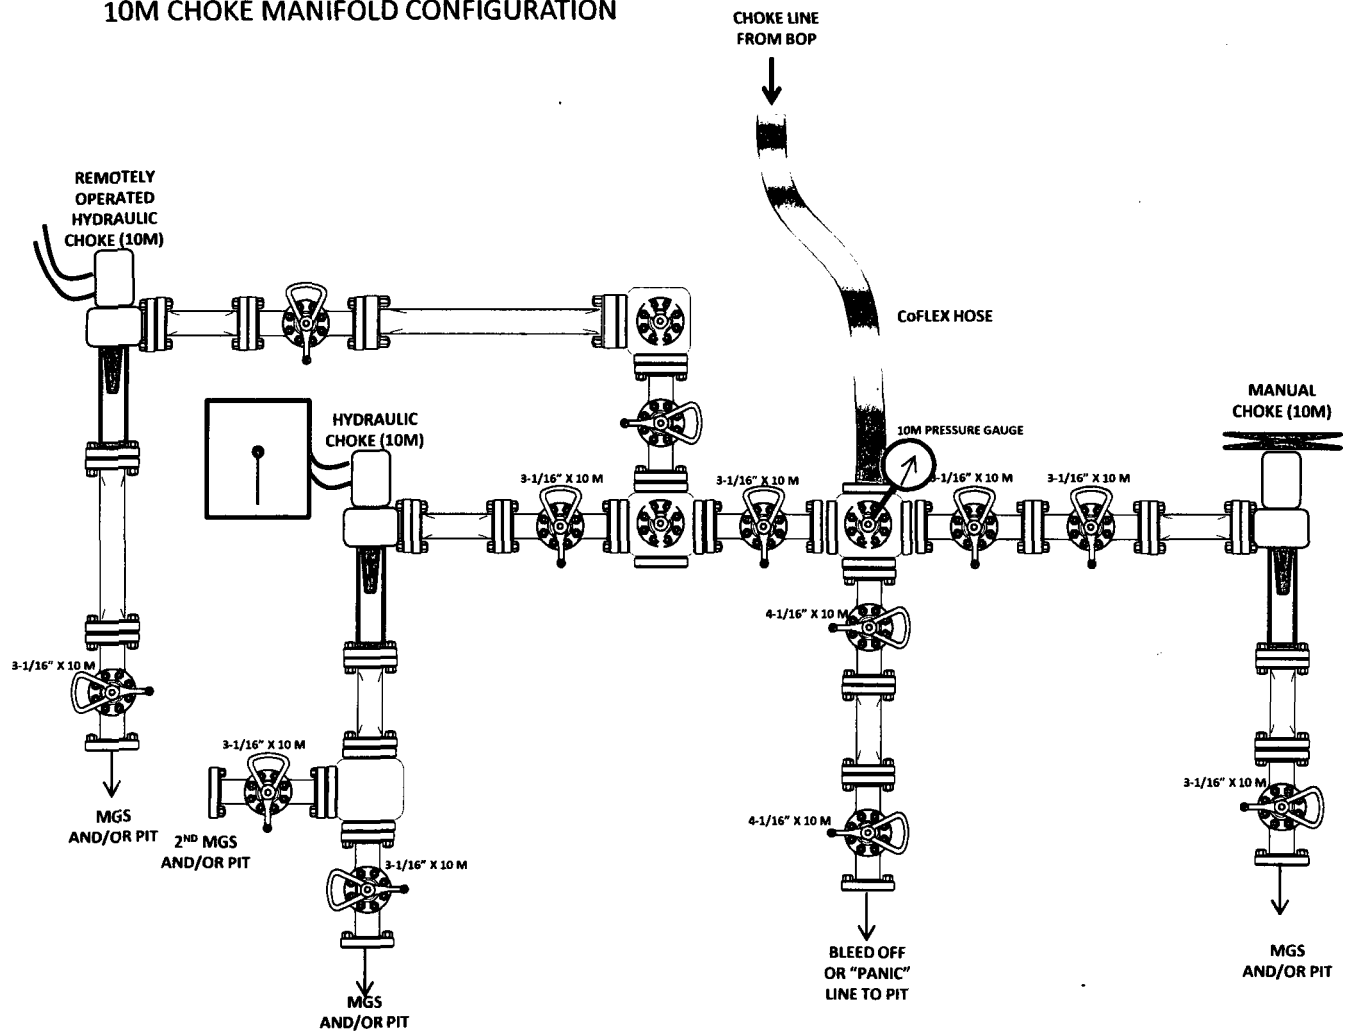 10M CHOKE MANIFOLD CONFIGURATION
CHOKE LINE
FROM BOP
REMOTELY
OPERATED
HYDRAULIC
CHOKE (10M)
CoFLEX HOSE
MANUAL
CHOKE (10M)
HYDRAULIC
CHOKE (10M)
10M PRESSURE GAUGE
3-1/16" X 10 M
3-1/16" X 10 M
3-1/16" X 10 M
3-1/16" X 10 M
4-1/16" X 10 M
3-1/16" X 10 M
3-1/16" X 10 M
3-1/16" X 10 M
4-1/16" X 10 M
MGS
AND/OR PIT
2ND MGS
AND/OR PIT
3-1/16" X 10 M
BLEED OFF
OR "PANIC"
LINE TO PIT
MGS
AND/OR PIT
MGS
AND/OR PIT